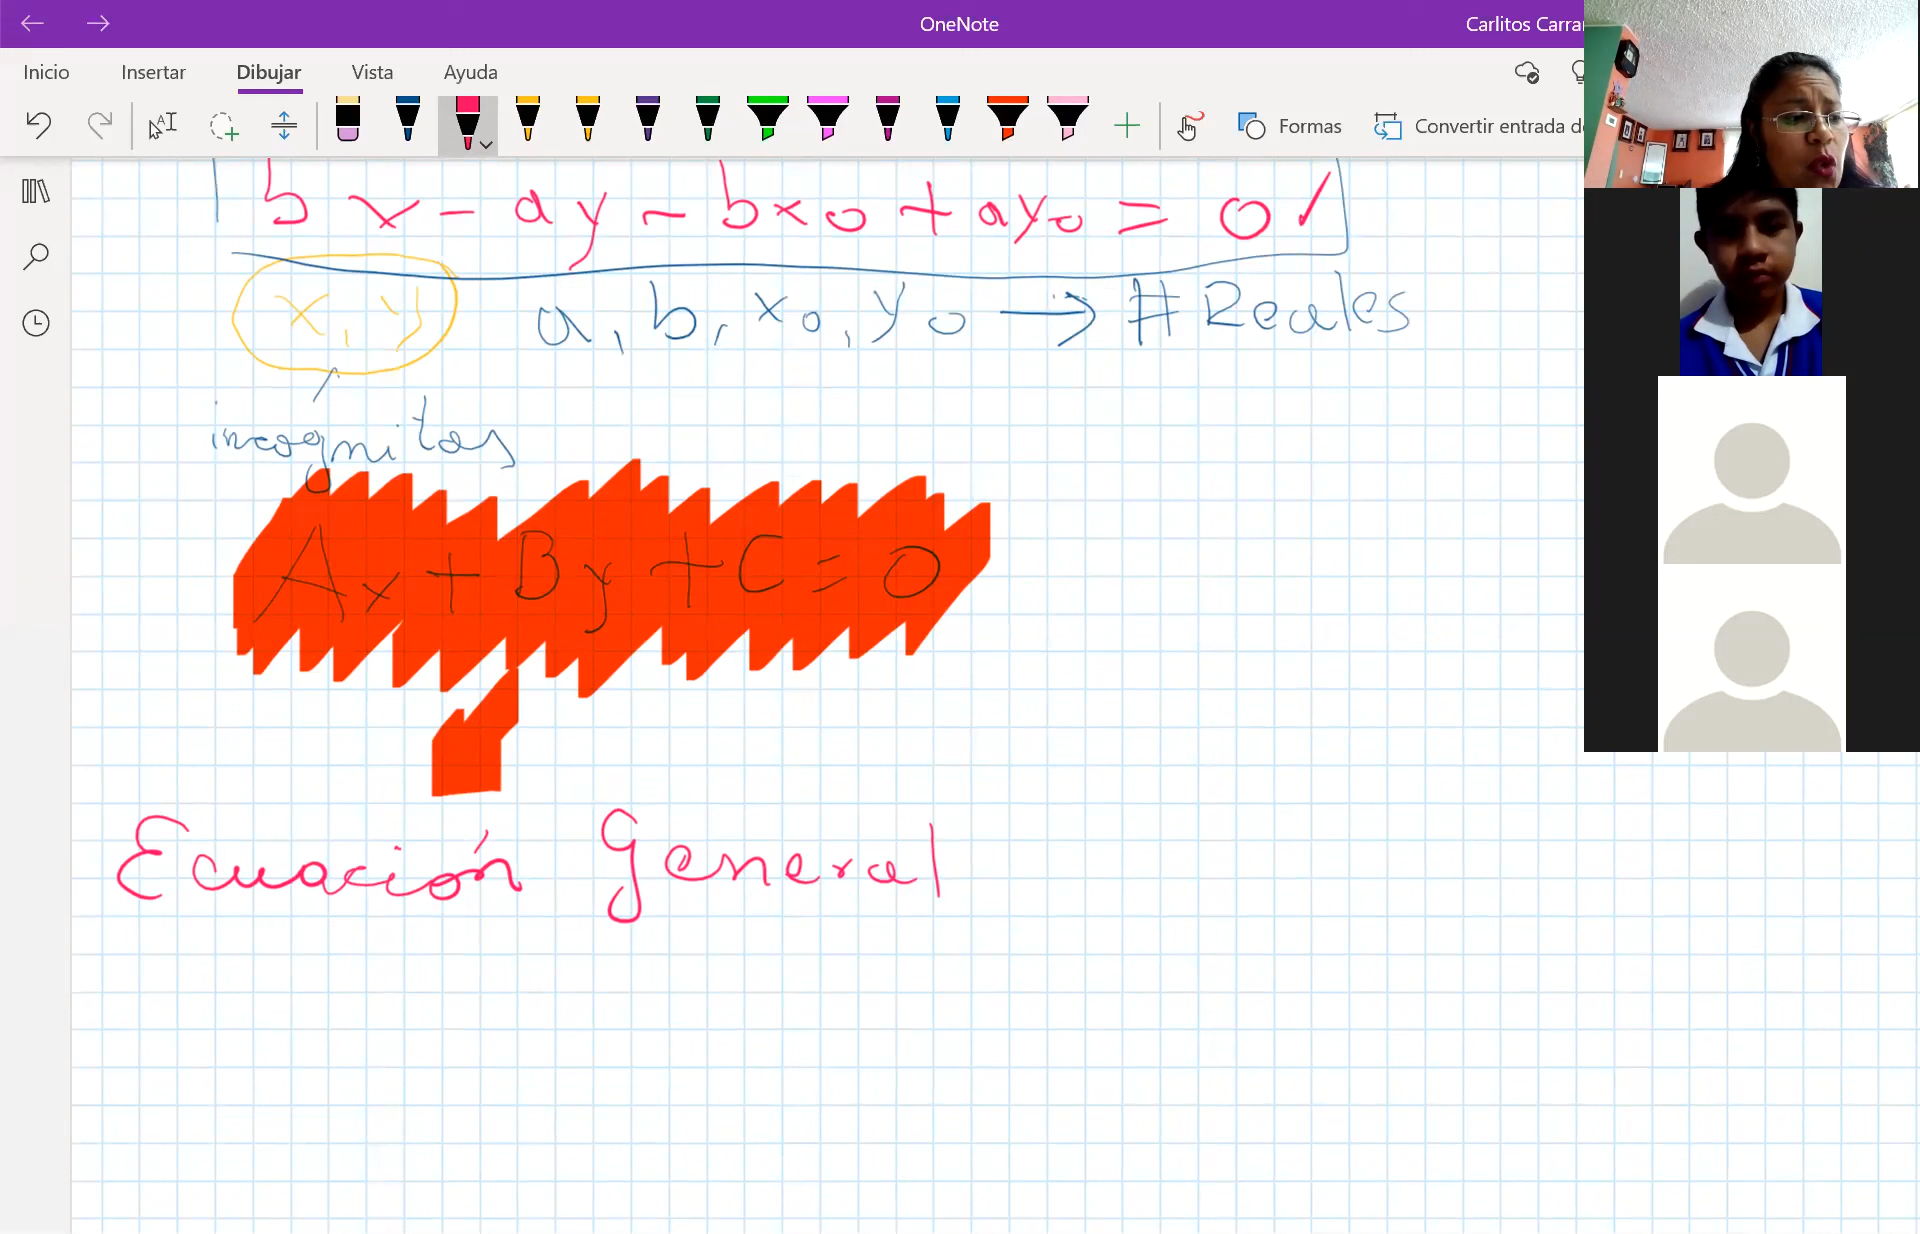 OneNote
Carlitos Carra
Inicio Insertar Dibujar Vista Ayuda
Formas Convertir entrada d
bx - ay - bx₀ + ay₀ = 0
x, y a, b, x₀, y₀ → # Reales
incógnitas
Ax + By + C = 0
Ecuación General